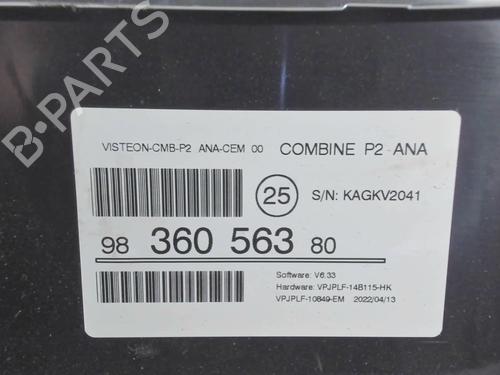 VISTEON-CMB-P2 ANA-CEM 00 COMBINE P2 ANA
25 S/N: KAGKV2041
98 360 563 80
Software: V6.33
Hardware: VPJPLF-14B115-HK
VPJPLF-10849-EM 2022/04/13
B-PARTS